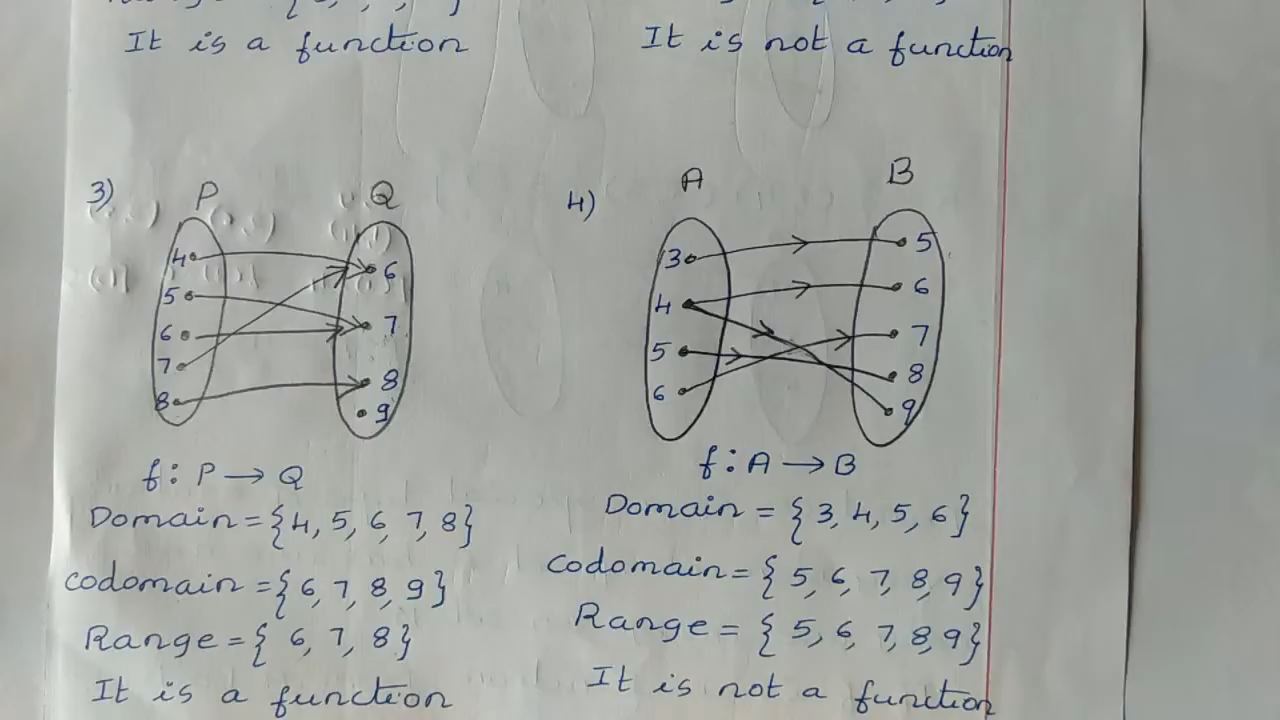 It is a function
It is not a function
3)
P
Q
4
5
6
7
8
6
7
8
9
f : P → Q
Domain = {4, 5, 6, 7, 8}
codomain = {6, 7, 8, 9}
Range = {6, 7, 8}
It is a function
4)
A
B
3
4
5
6
5
6
7
8
9
f : A → B
Domain = {3, 4, 5, 6}
codomain = {5, 6, 7, 8, 9}
Range = {5, 6, 7, 8, 9}
It is not a function